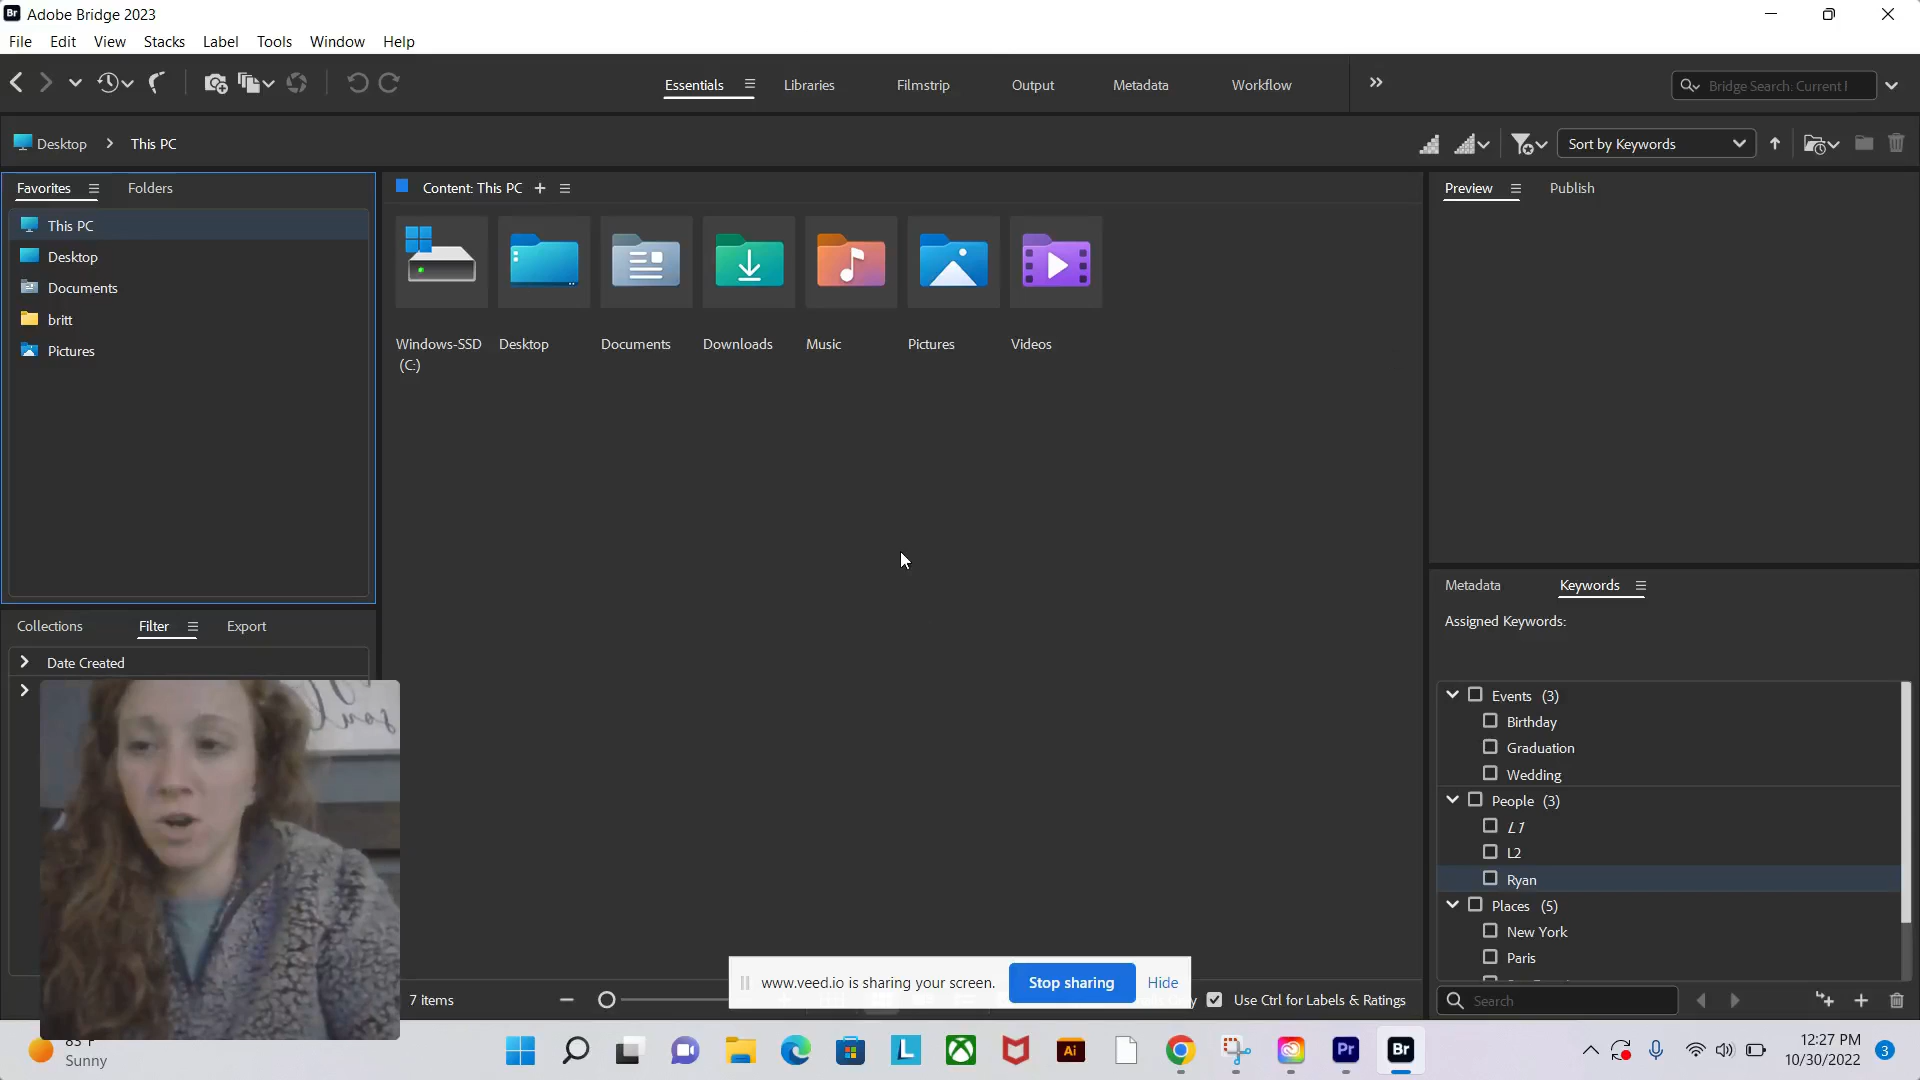 Br Adobe Bridge 2023
File Edit View Stacks Label Tools Window Help
Essentials Libraries Filmstrip Output Metadata Workflow
Bridge Search: Current I
Desktop This PC
Sort by Keywords
Favorites Folders
This PC
Desktop
Documents
britt
Pictures
Content: This PC
Windows-SSD (C:)
Desktop
Documents
Downloads
Music
Pictures
Videos
Preview Publish
Collections Filter Export
Date Created
Metadata Keywords
Assigned Keywords:
Events (3)
Birthday
Graduation
Wedding
People (3)
L1
L2
Ryan
Places (5)
New York
Paris
Search
7 items
www.veed.io is sharing your screen. Stop sharing Hide
Use Ctrl for Labels & Ratings
Sunny
L Ai Pr Br
12:27 PM
10/30/2022
3